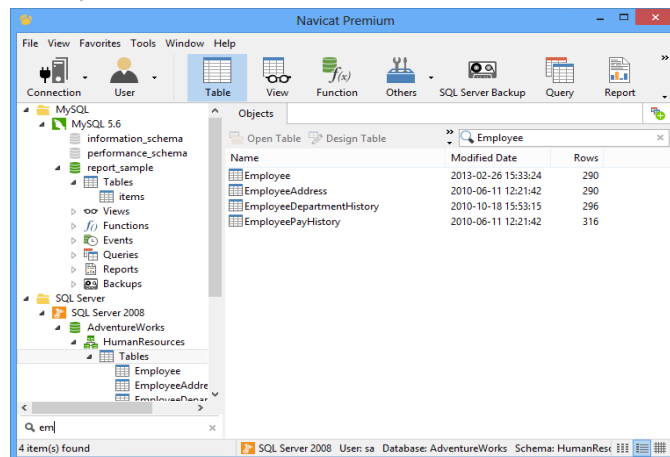 Navicat Premium
File View Favorites Tools Window Help
Connection User Table View Function Others SQL Server Backup Query Report
MySQL
MySQL 5.6
information_schema
performance_schema
report_sample
Tables
items
Views
Functions
Events
Queries
Reports
Backups
SQL Server
SQL Server 2008
AdventureWorks
HumanResources
Tables
Employee
EmployeeAddre
EmployeeDepar
em
Objects
Open Table Design Table Employee
Name Modified Date Rows
Employee 2013-02-26 15:33:24 290
EmployeeAddress 2010-06-11 12:21:42 290
EmployeeDepartmentHistory 2010-10-18 15:53:15 296
EmployeePayHistory 2010-06-11 12:21:42 316
4 item(s) found SQL Server 2008 User: sa Database: AdventureWorks Schema: HumanResc